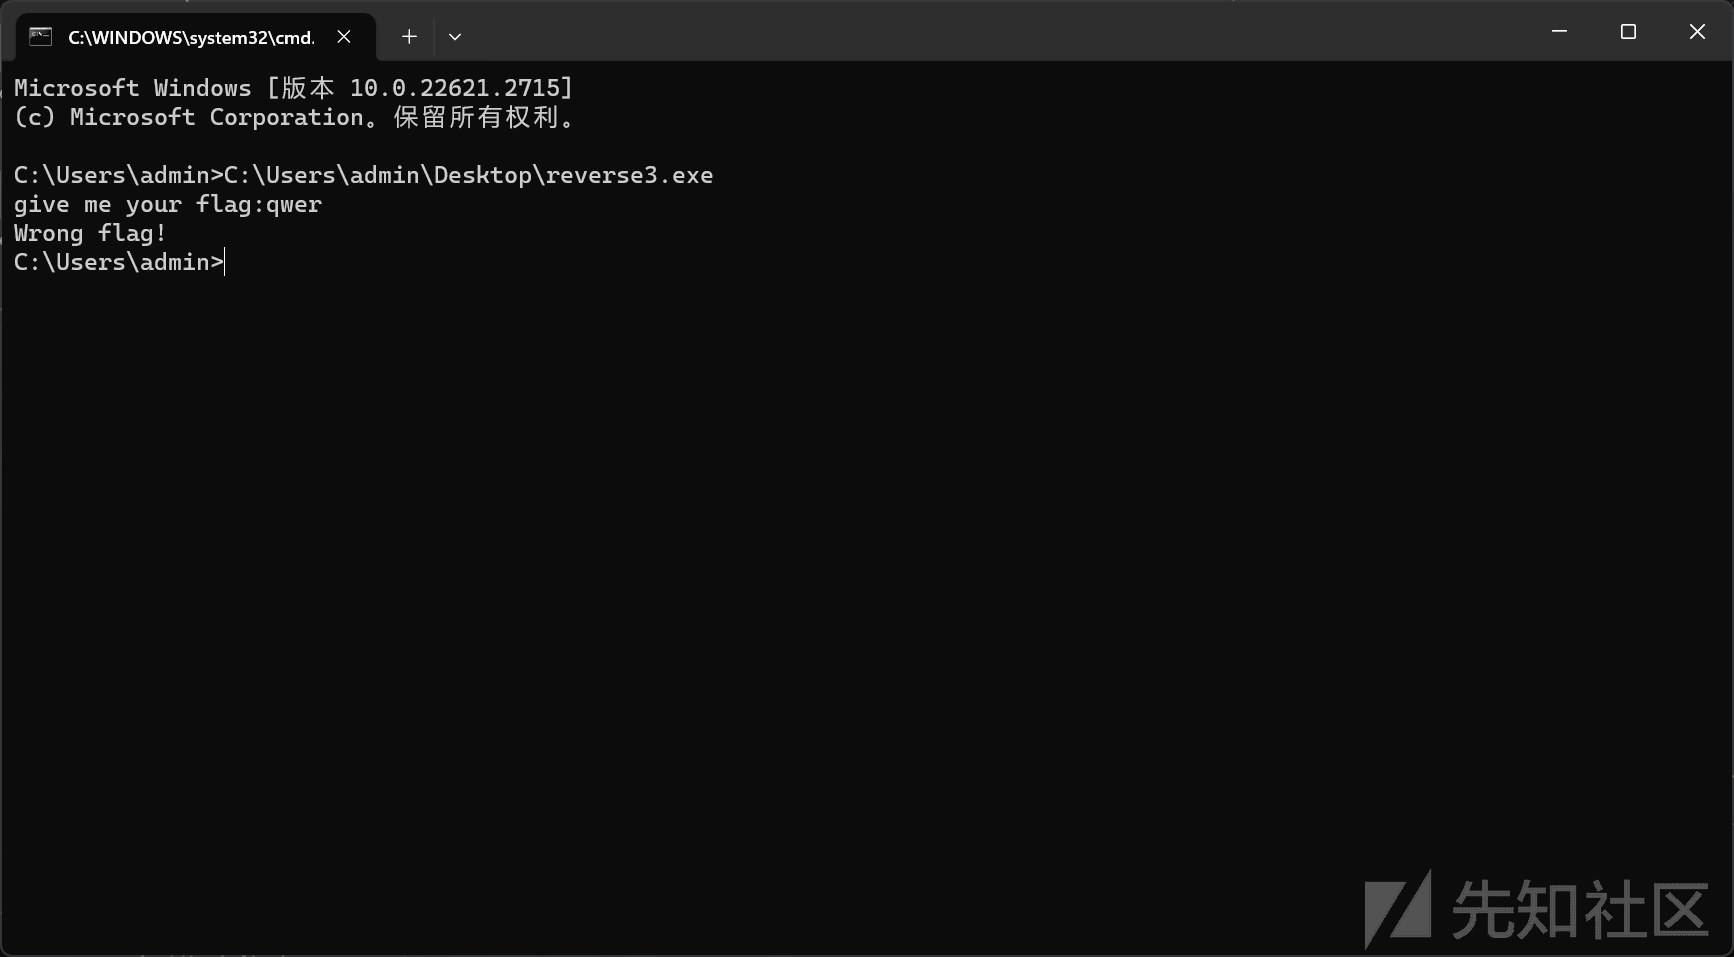 C:\WINDOWS\system32\cmd.
Microsoft Windows [版本 10.0.22621.2715]
(c) Microsoft Corporation。保留所有权利。
C:\Users\admin>C:\Users\admin\Desktop\reverse3.exe
give me your flag:qwer
Wrong flag!
C:\Users\admin>
先知社区